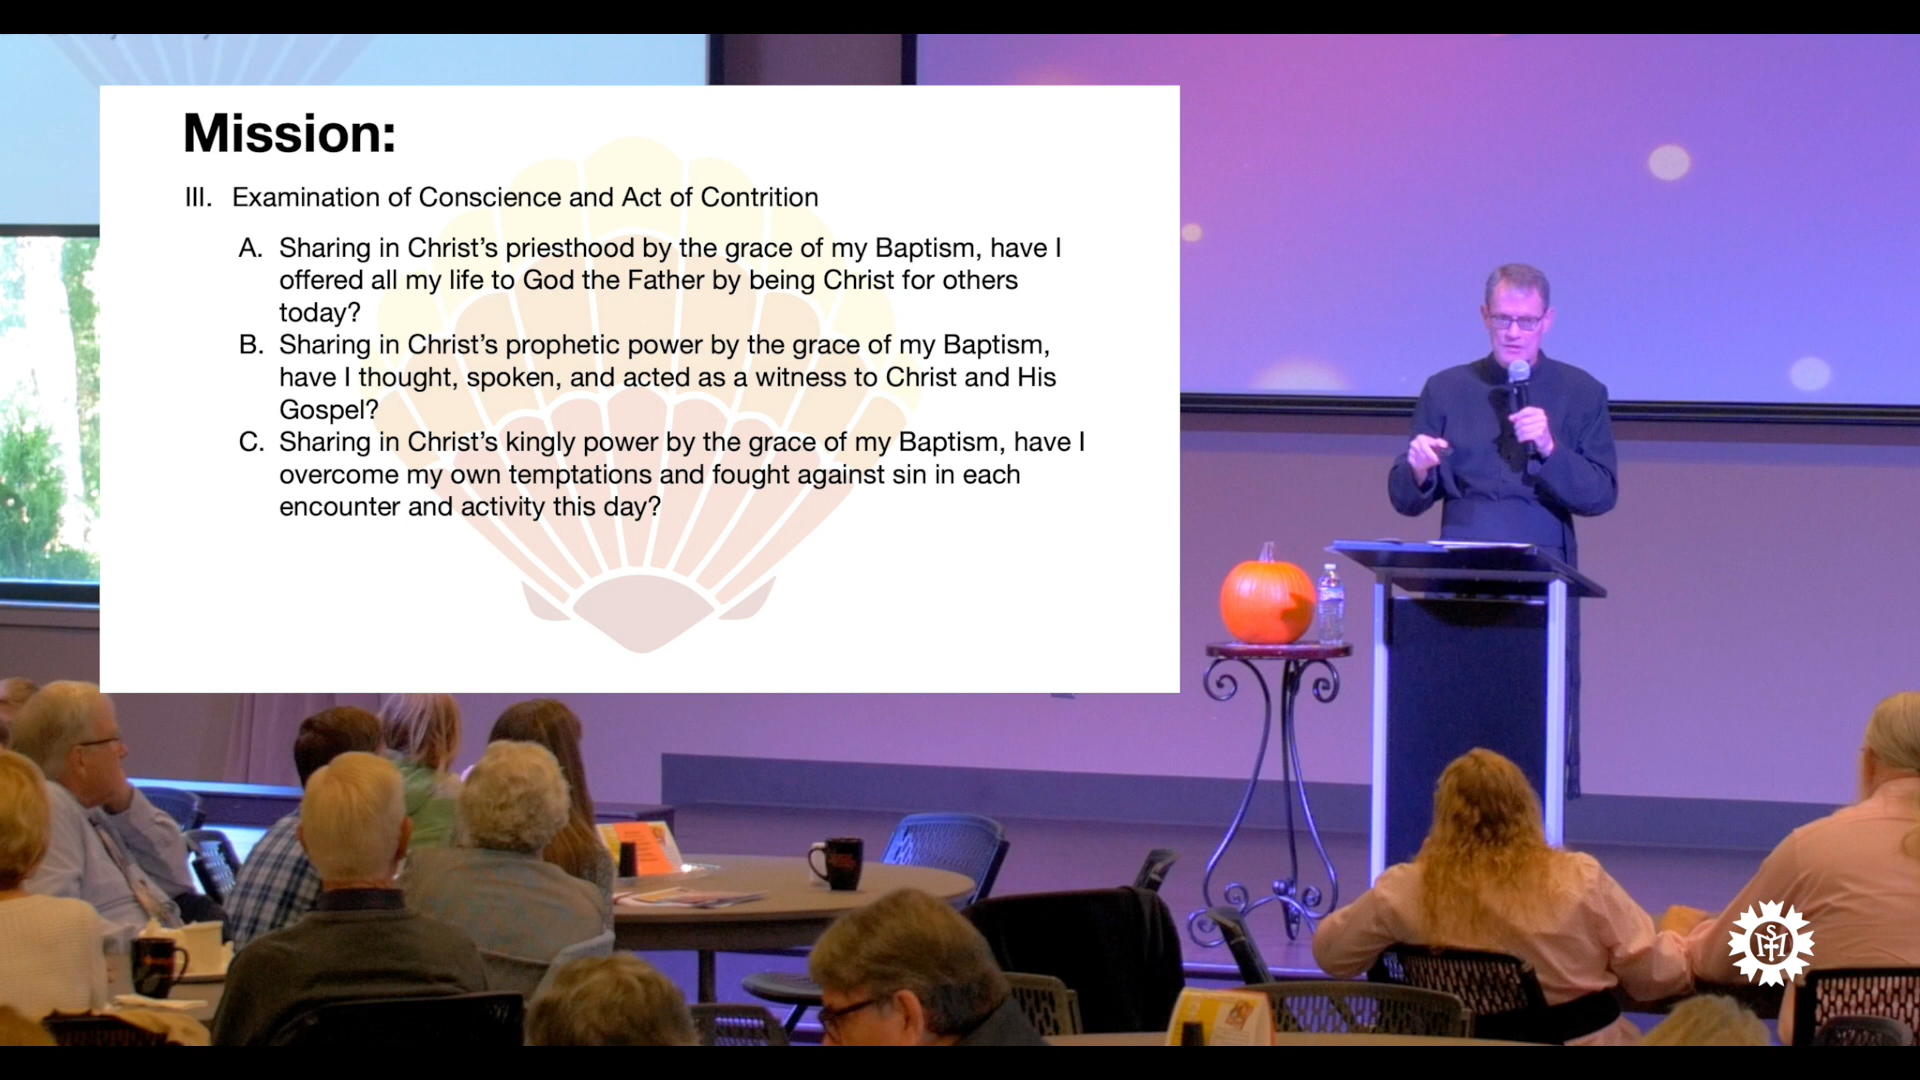 Mission:
III. Examination of Conscience and Act of Contrition
A. Sharing in Christ’s priesthood by the grace of my Baptism, have I
offered all my life to God the Father by being Christ for others
today?
B. Sharing in Christ’s prophetic power by the grace of my Baptism,
have I thought, spoken, and acted as a witness to Christ and His
Gospel?
C. Sharing in Christ’s kingly power by the grace of my Baptism, have I
overcome my own temptations and fought against sin in each
encounter and activity this day?